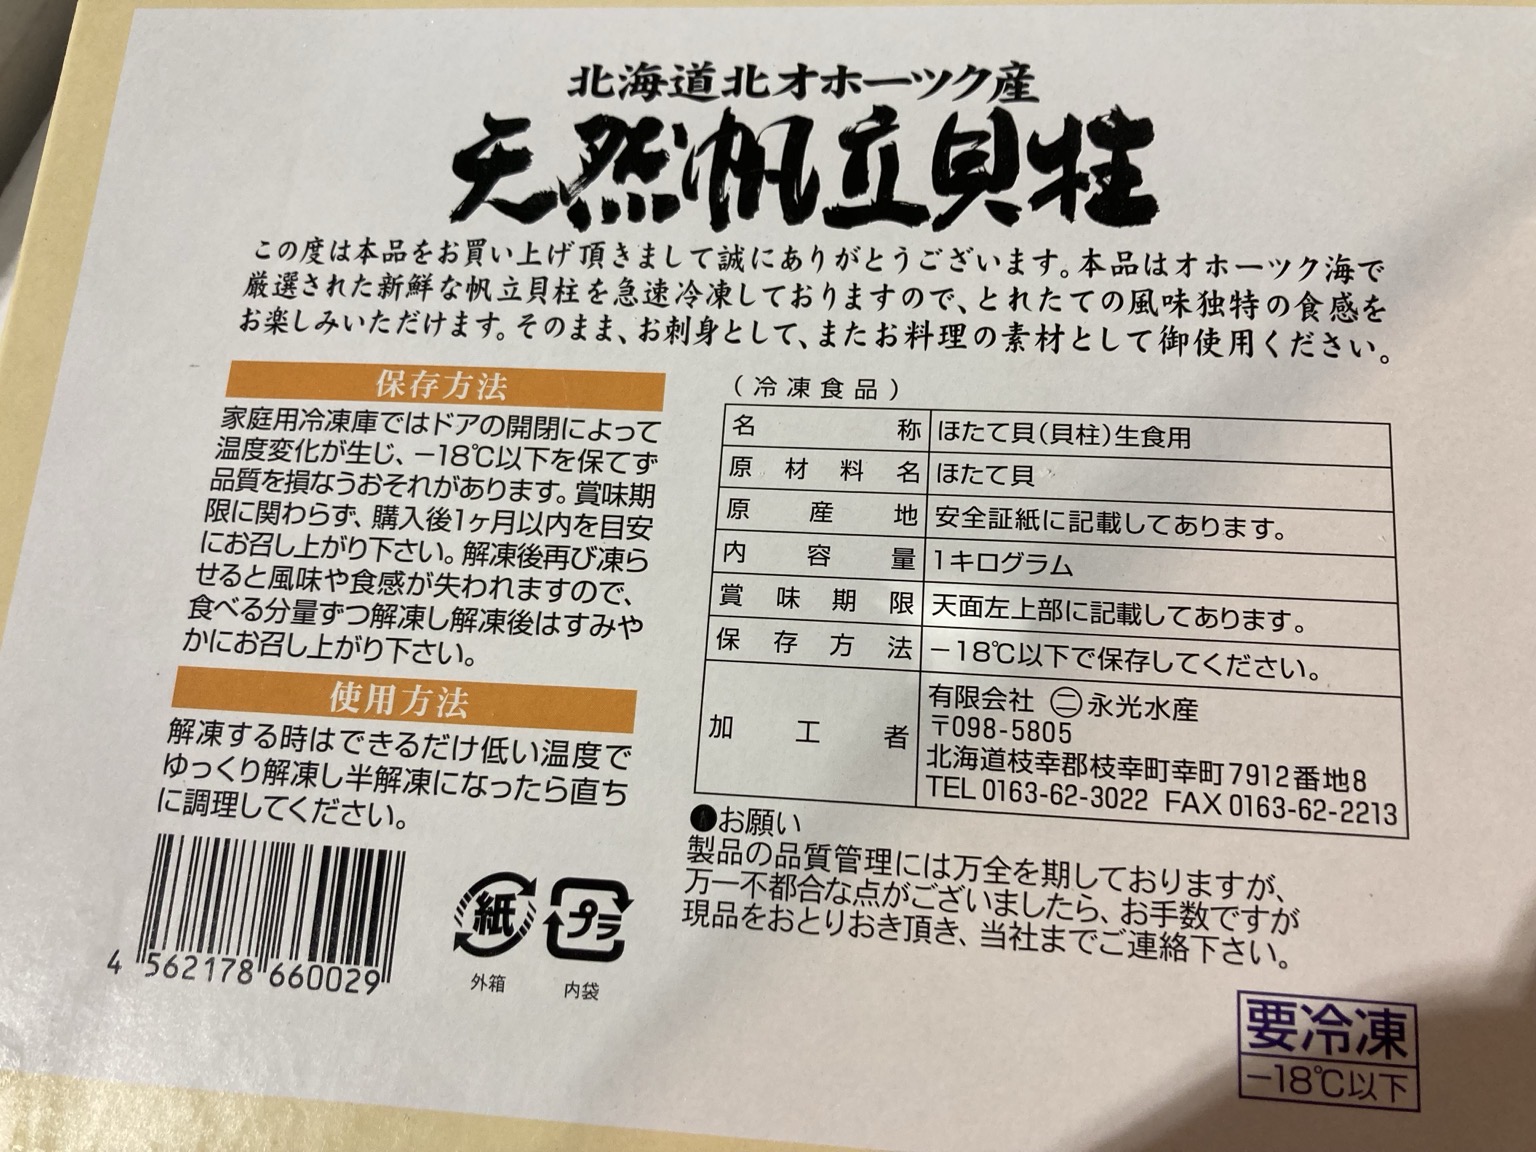 北海道北オホーツク産
天然帆立貝柱
この度は本品をお買い上げ頂きまして誠にありがとうございます。本品はオホーツク海で
厳選された新鮮な帆立貝柱を急速冷凍しておりますので、とれたての風味独特の食感を
お楽しみいただけます。そのまま、お刺身として、またお料理の素材として御使用ください。
保存方法
家庭用冷凍庫ではドアの開閉によって
温度変化が生じ、−18℃以下を保てず
品質を損なうおそれがあります。賞味期
限に関わらず、購入後1ヶ月以内を目安
にお召し上がり下さい。解凍後再び凍ら
せると風味や食感が失われますので、
食べる分量ずつ解凍し解凍後はすみや
かにお召し上がり下さい。
使用方法
解凍する時はできるだけ低い温度で
ゆっくり解凍し半解凍になったら直ち
に調理してください。
4 562178 660029
紙
外箱
プラ
内袋
(冷凍食品)
名称 ほたて貝(貝柱)生食用
原材料名 ほたて貝
原産地 安全証紙に記載してあります。
内容量 1キログラム
賞味期限 天面左上部に記載してあります。
保存方法 −18℃以下で保存してください。
加工者 有限会社 ㊁永光水産
〒098-5805
北海道枝幸郡枝幸町幸町7912番地8
TEL 0163-62-3022 FAX 0163-62-2213
●お願い
製品の品質管理には万全を期しておりますが、
万一不都合な点がございましたら、お手数ですが
現品をおとりおき頂き、当社までご連絡下さい。
要冷凍
−18℃以下